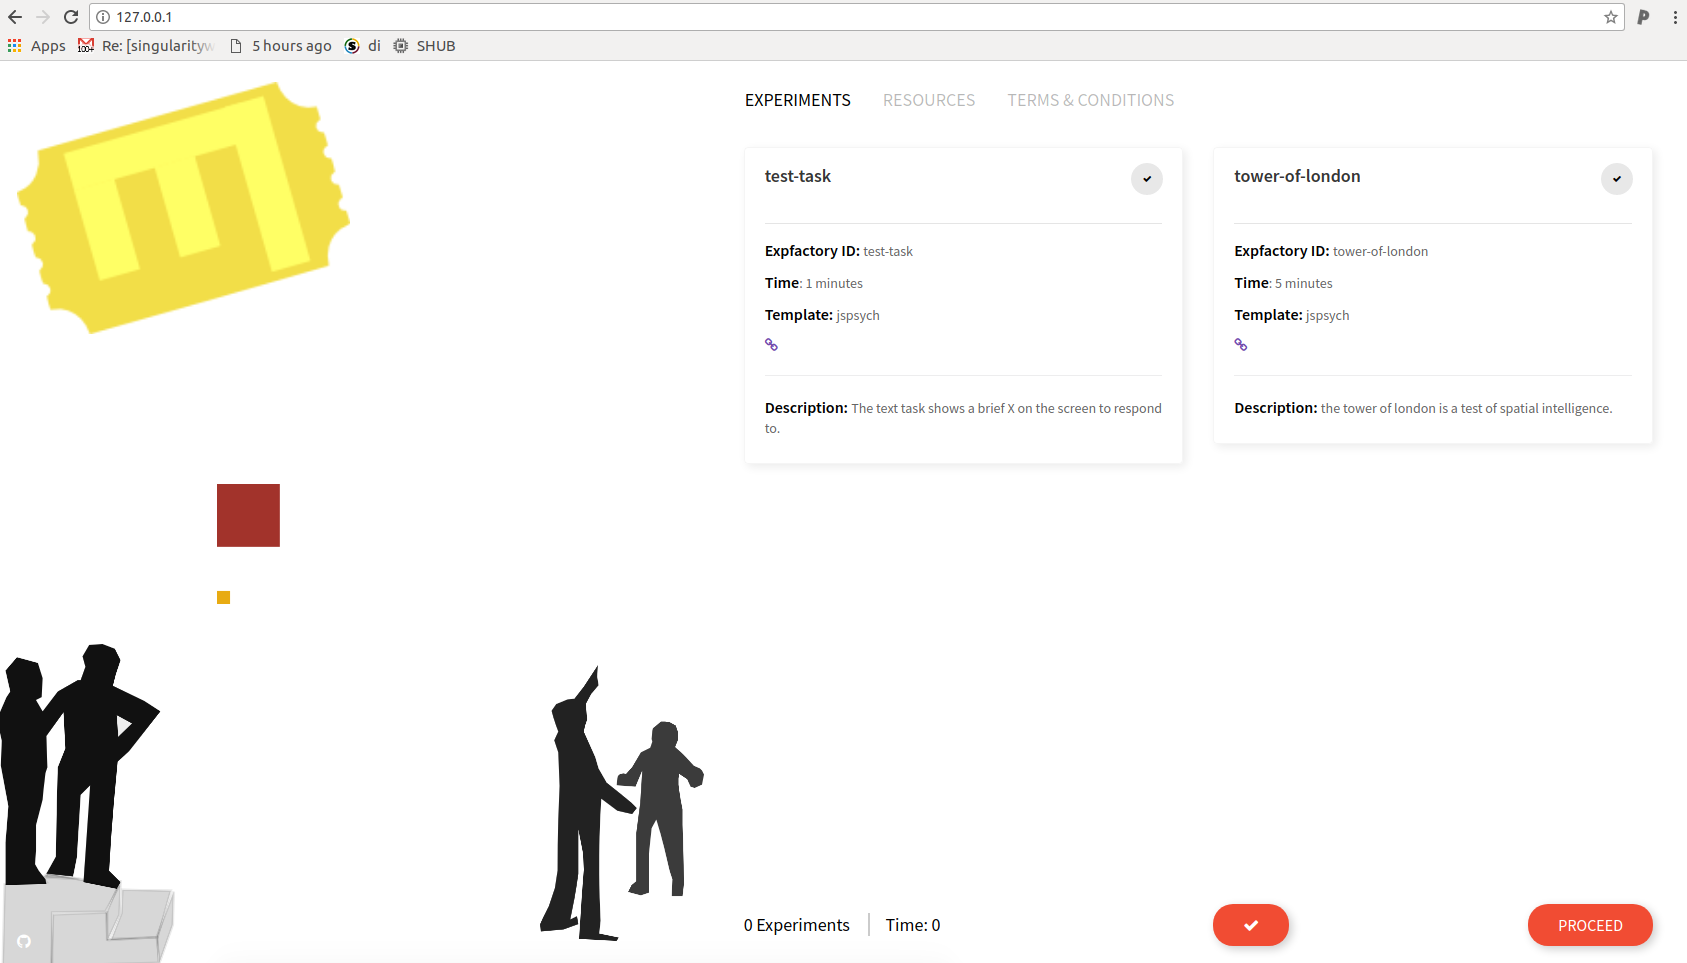 127.0.0.1
Apps
Re: [singularityw
5 hours ago
di
SHUB
EXPERIMENTS
RESOURCES
TERMS & CONDITIONS
test-task
Expfactory ID: test-task
Time: 1 minutes
Template: jspsych
Description: The text task shows a brief X on the screen to respond
to.
tower-of-london
Expfactory ID: tower-of-london
Time: 5 minutes
Template: jspsych
Description: the tower of london is a test of spatial intelligence.
0 Experiments
Time: 0
PROCEED